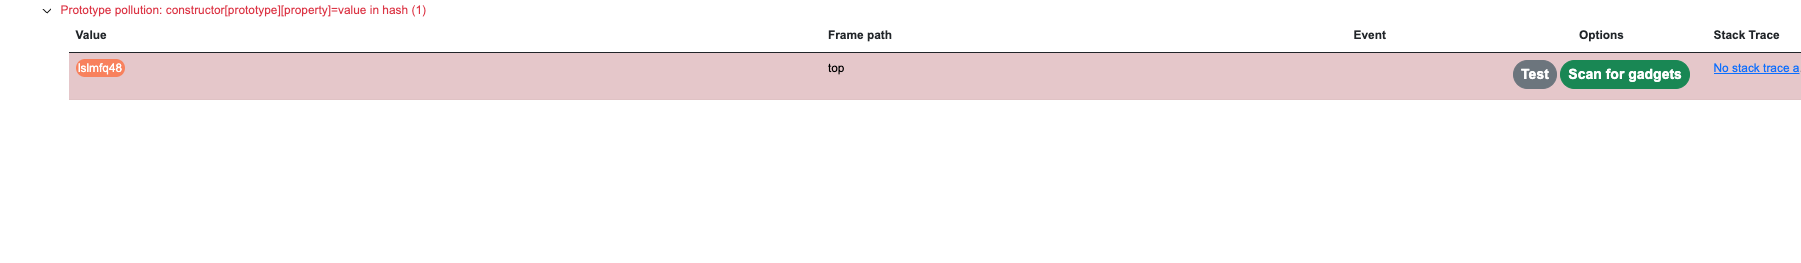 Prototype pollution: constructor[prototype][property]=value in hash (1)
Value Frame path Event Options Stack Trace
lslmfq48 top Test Scan for gadgets No stack trace a